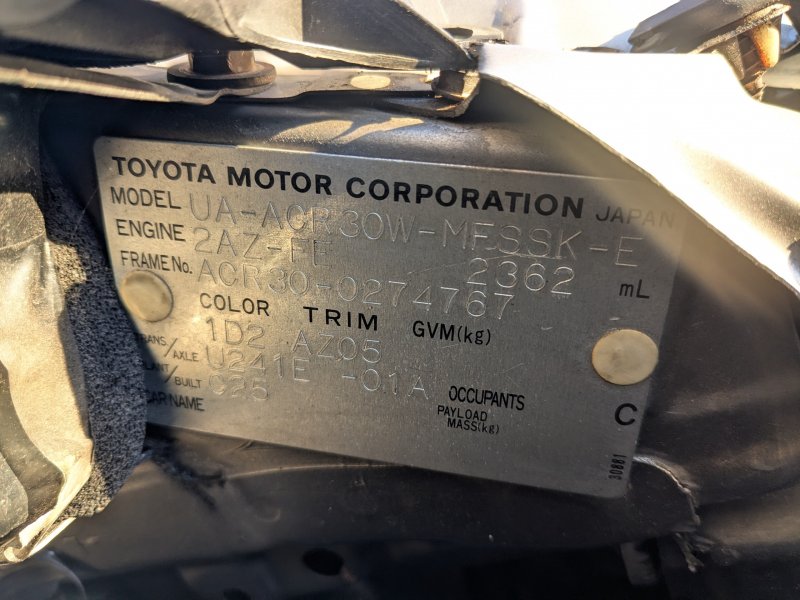 TOYOTA MOTOR CORPORATION JAPAN
MODEL UA-ACR30W-MFSSK-E
ENGINE 2AZ-FE 2362 mL
FRAME No. ACR30-0274767
COLOR TRIM GVM(kg)
1D2 AZ05
TRANS/AXLE U241E -01A
PLANT/BUILT C25
CAR NAME
OCCUPANTS
PAYLOAD
MASS(kg)
C
30881